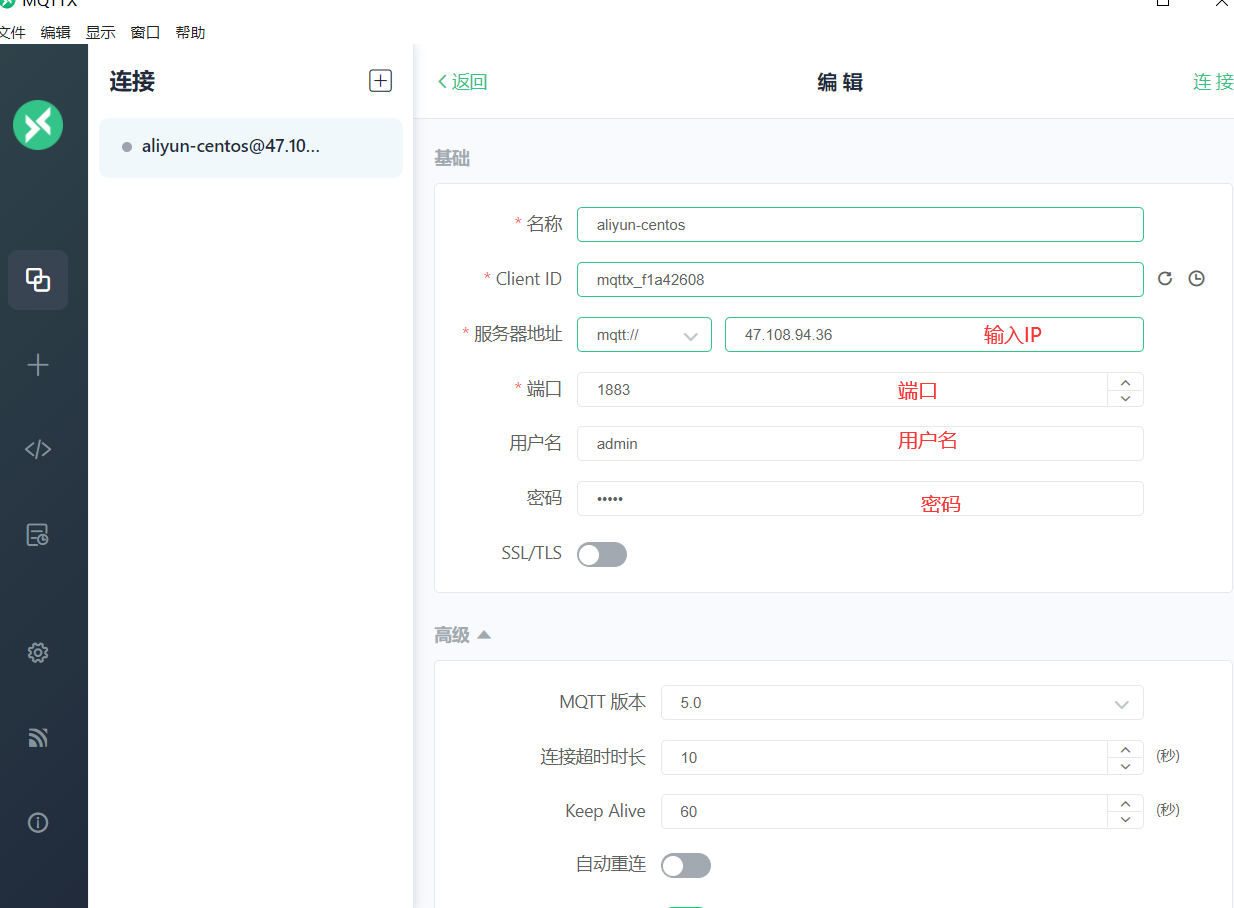 MQTTX
文件 编辑 显示 窗口 帮助
连接
aliyun-centos@47.10...
返回 编辑 连接
基础
* 名称 aliyun-centos
* Client ID mqttx_f1a42608
* 服务器地址 mqtt:// 47.108.94.36 输入IP
* 端口 1883 端口
用户名 admin 用户名
密码 ••••• 密码
SSL/TLS
高级
MQTT 版本 5.0
连接超时时长 10 (秒)
Keep Alive 60 (秒)
自动重连